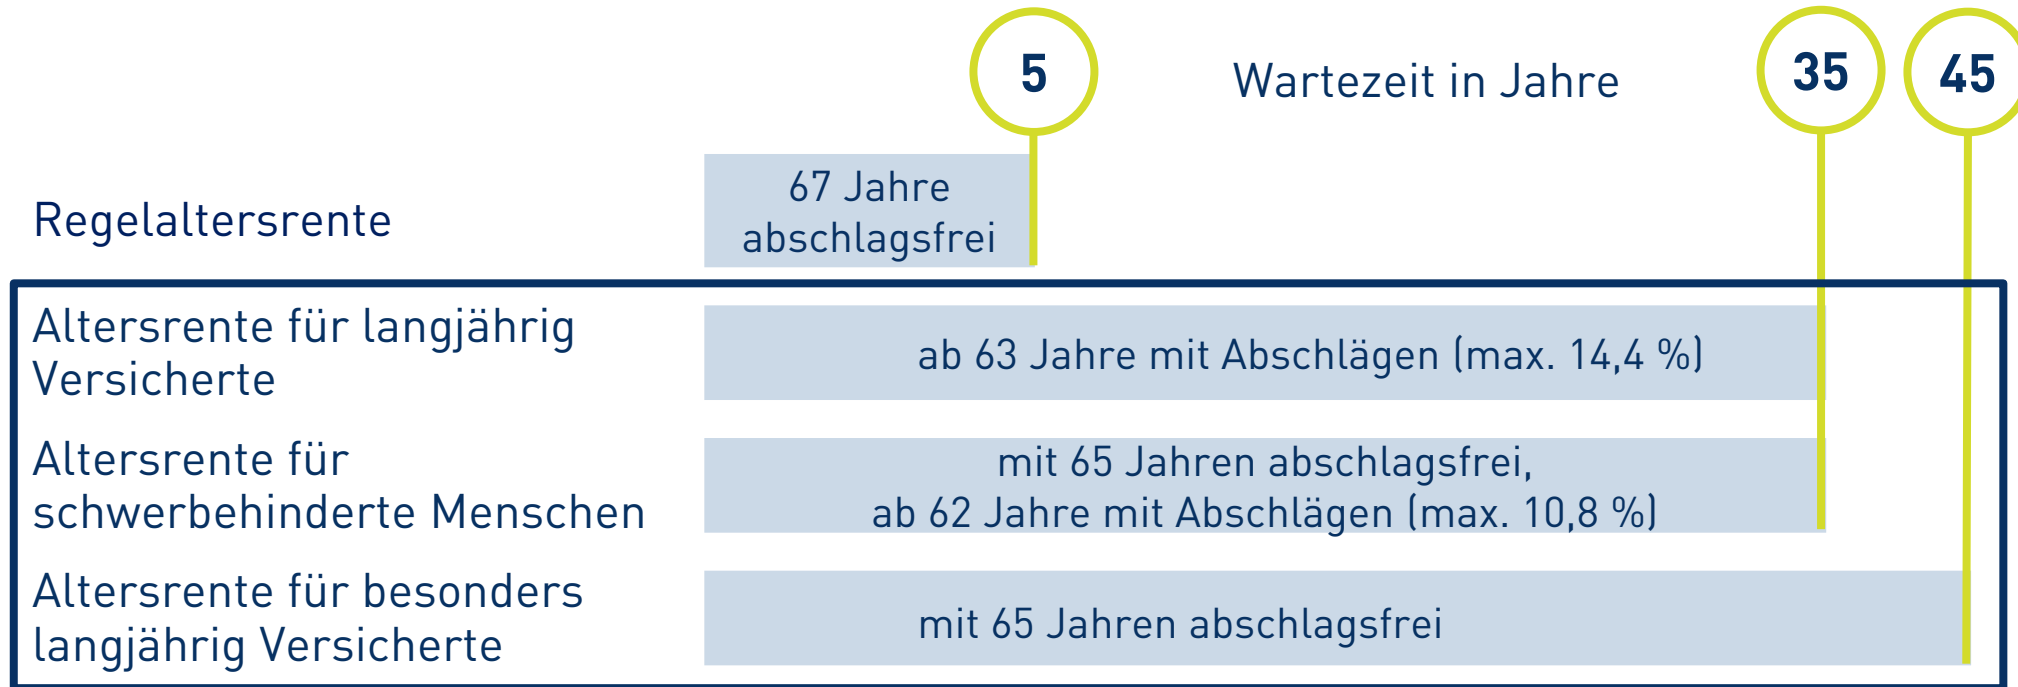 5
Wartezeit in Jahre
35
45
Regelaltersrente
67 Jahre
abschlagsfrei
Altersrente für langjährig
Versicherte
ab 63 Jahre mit Abschlägen (max. 14,4 %)
Altersrente für
schwerbehinderte Menschen
mit 65 Jahren abschlagsfrei,
ab 62 Jahre mit Abschlägen (max. 10,8 %)
Altersrente für besonders
langjährig Versicherte
mit 65 Jahren abschlagsfrei